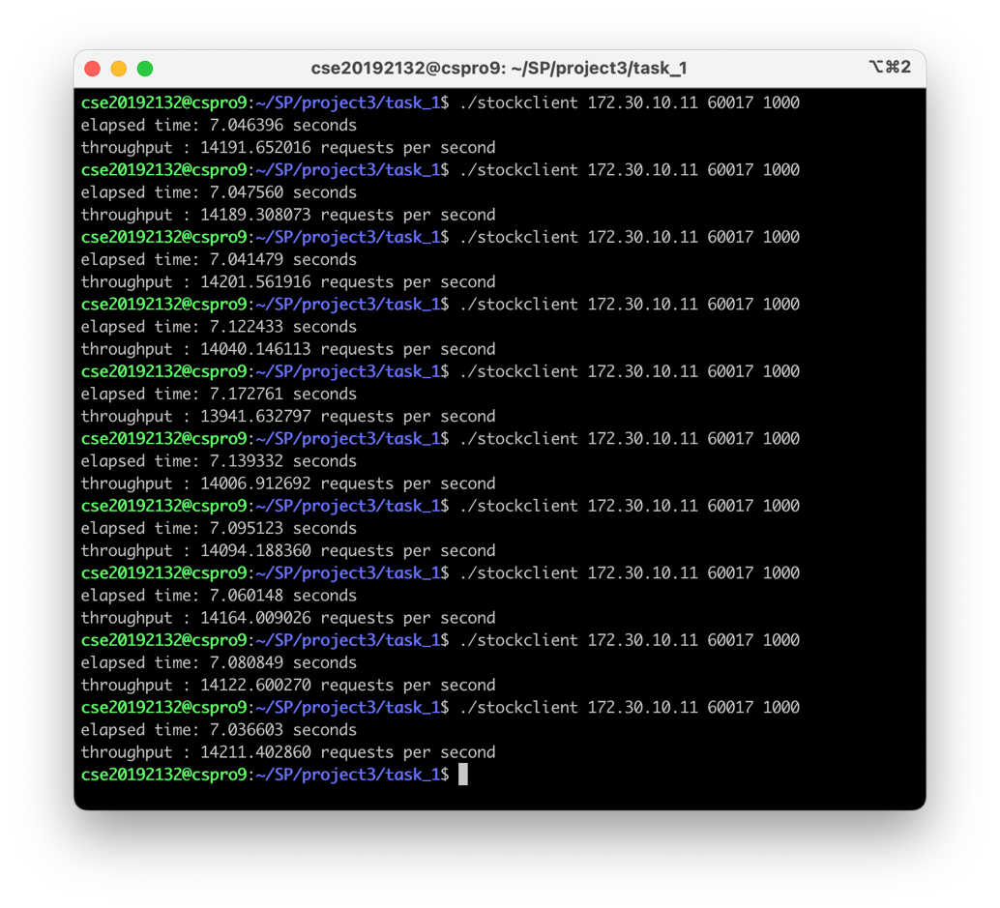 cse20192132@cspro9: ~/SP/project3/task_1
⌥⌘2
cse20192132@cspro9:~/SP/project3/task_1$ ./stockclient 172.30.10.11 60017 1000
elapsed time: 7.046396 seconds
throughput : 14191.652016 requests per second
cse20192132@cspro9:~/SP/project3/task_1$ ./stockclient 172.30.10.11 60017 1000
elapsed time: 7.047560 seconds
throughput : 14189.308073 requests per second
cse20192132@cspro9:~/SP/project3/task_1$ ./stockclient 172.30.10.11 60017 1000
elapsed time: 7.041479 seconds
throughput : 14201.561916 requests per second
cse20192132@cspro9:~/SP/project3/task_1$ ./stockclient 172.30.10.11 60017 1000
elapsed time: 7.122433 seconds
throughput : 14040.146113 requests per second
cse20192132@cspro9:~/SP/project3/task_1$ ./stockclient 172.30.10.11 60017 1000
elapsed time: 7.172761 seconds
throughput : 13941.632797 requests per second
cse20192132@cspro9:~/SP/project3/task_1$ ./stockclient 172.30.10.11 60017 1000
elapsed time: 7.139332 seconds
throughput : 14006.912692 requests per second
cse20192132@cspro9:~/SP/project3/task_1$ ./stockclient 172.30.10.11 60017 1000
elapsed time: 7.095123 seconds
throughput : 14094.188360 requests per second
cse20192132@cspro9:~/SP/project3/task_1$ ./stockclient 172.30.10.11 60017 1000
elapsed time: 7.060148 seconds
throughput : 14164.009026 requests per second
cse20192132@cspro9:~/SP/project3/task_1$ ./stockclient 172.30.10.11 60017 1000
elapsed time: 7.080849 seconds
throughput : 14122.600270 requests per second
cse20192132@cspro9:~/SP/project3/task_1$ ./stockclient 172.30.10.11 60017 1000
elapsed time: 7.036603 seconds
throughput : 14211.402860 requests per second
cse20192132@cspro9:~/SP/project3/task_1$